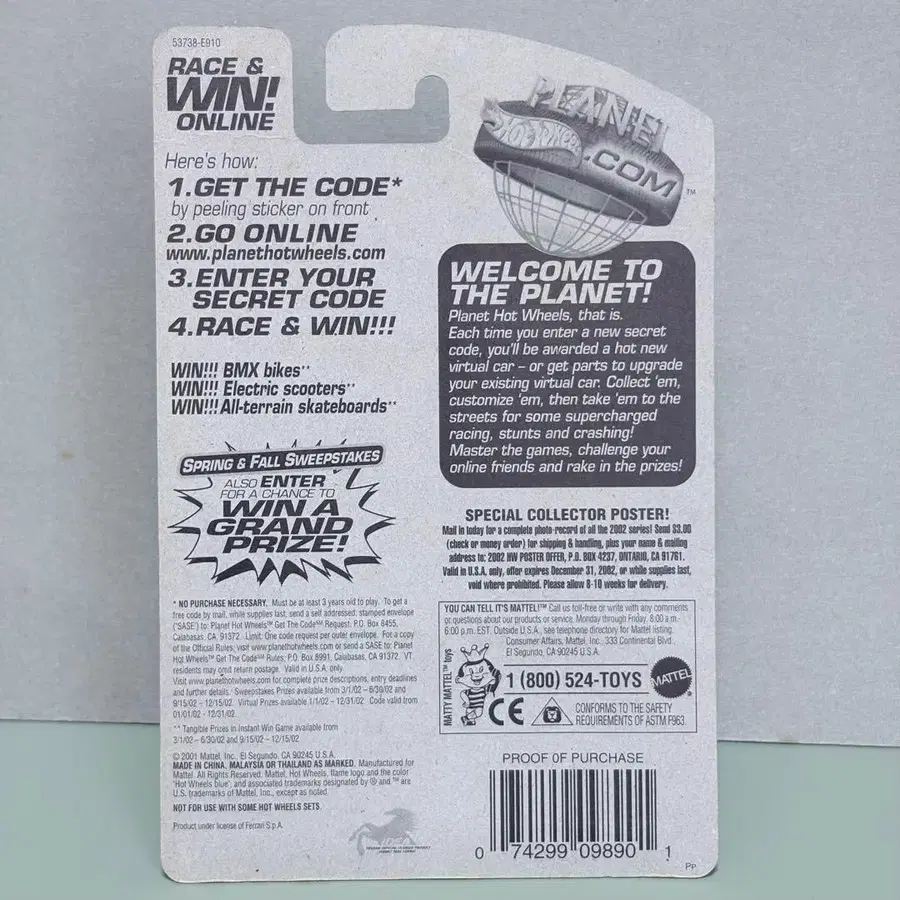 53738-E910
RACE &
WIN!
ONLINE
Here's how:
1.GET THE CODE*
by peeling sticker on front
2.GO ONLINE
www.planethotwheels.com
3.ENTER YOUR
SECRET CODE
4.RACE & WIN!!!
WIN!!! BMX bikes**
WIN!!! Electric scooters**
WIN!!! All-terrain skateboards**
SPRING & FALL SWEEPSTAKES
ALSO ENTER
FOR A CHANCE TO
WIN A
GRAND
PRIZE!
* NO PURCHASE NECESSARY. Must be at least 3 years old to play. To get a
free code by mail, while supplies last, send a self addressed, stamped envelope
("SASE") to: Planet Hot Wheels™ Get The Code℠ Request: P.O. Box 8455,
Calabasas, CA 91372. Limit: One code request per outer envelope. For a copy
of the Official Rules, visit www.planethotwheels.com or send a SASE to: Planet
Hot Wheels™ Get The Code℠ Rules, P.O. Box 8991, Calabasas, CA 91372. VT
residents may omit return postage. Valid in U.S.A. only.
Visit www.planethotwheels.com for complete prize descriptions, entry deadlines
and further details. Sweepstakes Prizes available from 3/1/02 – 6/30/02 and
9/15/02 – 12/15/02. Virtual Prizes available 1/1/02 – 12/31/02. Code valid from
01/01/02 - 12/31/02.
** Tangible Prizes in Instant Win Game available from
3/1/02 – 6/30/02 and 9/15/02 – 12/15/02
© 2001 Mattel, Inc., El Segundo, CA 90245 U.S.A.
MADE IN CHINA, MALAYSIA OR THAILAND AS MARKED. Manufactured for
Mattel. All Rights Reserved. Mattel, Hot Wheels, flame logo and the color
"Hot Wheels blue", and associated trademarks designated by ® and ™ are
U.S. trademarks of Mattel, Inc., except as noted.
NOT FOR USE WITH SOME HOT WHEELS SETS.
Product under license of Ferrari S.p.A.
PLANET
HOT WHEELS
.COM
™
WELCOME TO
THE PLANET!
Planet Hot Wheels, that is.
Each time you enter a new secret
code, you'll be awarded a hot new
virtual car – or get parts to upgrade
your existing virtual car. Collect 'em,
customize 'em, then take 'em to the
streets for some supercharged
racing, stunts and crashing!
Master the games, challenge your
online friends and rake in the prizes!
SPECIAL COLLECTOR POSTER!
Mail in today for a complete photo-record of all the 2002 series! Send $3.00
(check or money order) for shipping & handling, plus your name & mailing
address to: 2002 HW POSTER OFFER, P.O. BOX 4237, ONTARIO, CA 91761.
Valid in U.S.A. only, offer expires December 31, 2002, or while supplies last,
void where prohibited. Please allow 8-10 weeks for delivery.
YOU CAN TELL IT'S MATTEL!™ Call us toll-free or write with any comments
or questions about our products or service. Monday through Friday, 8:00 a.m.-
6:00 p.m. EST. Outside U.S.A., see telephone directory for Mattel listing.
Consumer Affairs, Mattel, Inc., 333 Continental Blvd.,
El Segundo, CA 90245 U.S.A.
MATTY MATTEL™ toys
1 (800) 524-TOYS
MATTEL
CE
CONFORMS TO THE SAFETY
REQUIREMENTS OF ASTM F963.
PROOF OF PURCHASE
0 74299 09890 1
Pp